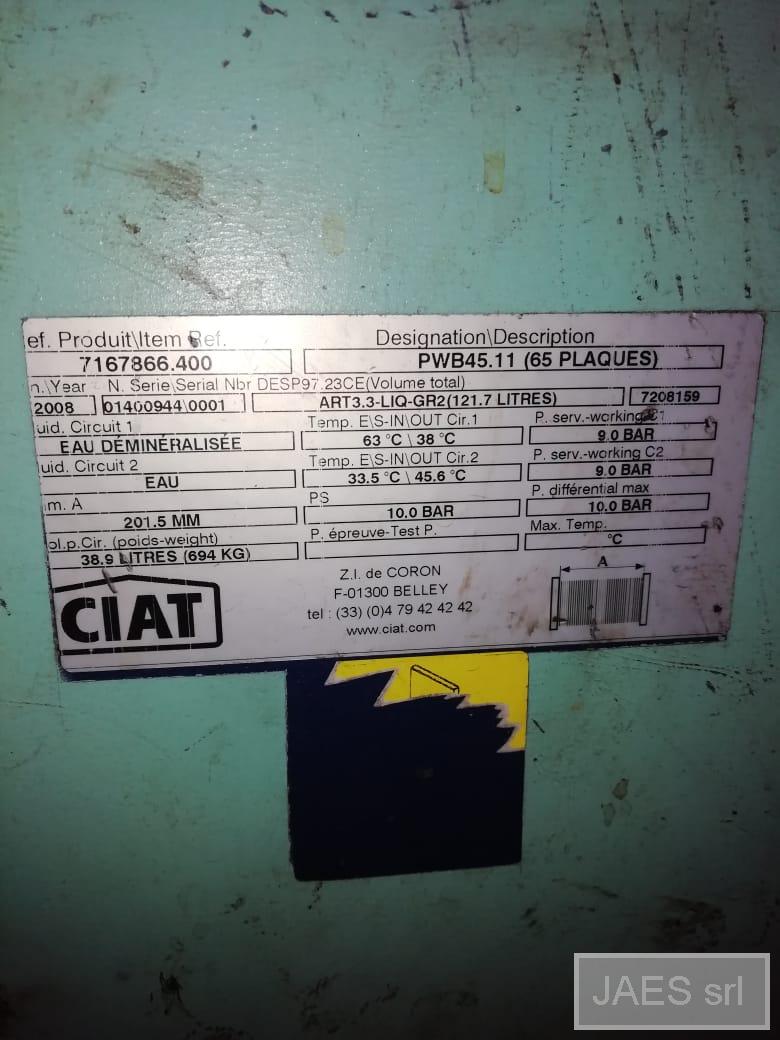 ef. Produit\Item Ref. Designation\Description
7167866.400 PWB45.11 (65 PLAQUES)
n.\Year N. Serie\Serial Nbr DESP97.23CE(Volume total)
2008 01400944\0001 ART3.3-LIQ-GR2(121.7 LITRES) 7208159
uid. Circuit 1 Temp. E\S-IN\OUT Cir.1 P. serv.-working C1
EAU DÉMINÉRALISÉE 63 °C \ 38 °C 9.0 BAR
uid. Circuit 2 Temp. E\S-IN\OUT Cir.2 P. serv.-working C2
EAU 33.5 °C \ 45.6 °C 9.0 BAR
m. A PS P. différential max
201.5 MM 10.0 BAR 10.0 BAR
ol.p.Cir. (poids-weight) P. épreuve-Test P. Max. Temp.
38.9 LITRES (694 KG) °C
Z.I. de CORON
F-01300 BELLEY
tel : (33) (0)4 79 42 42 42
www.ciat.com
CIAT
A
JAES srl